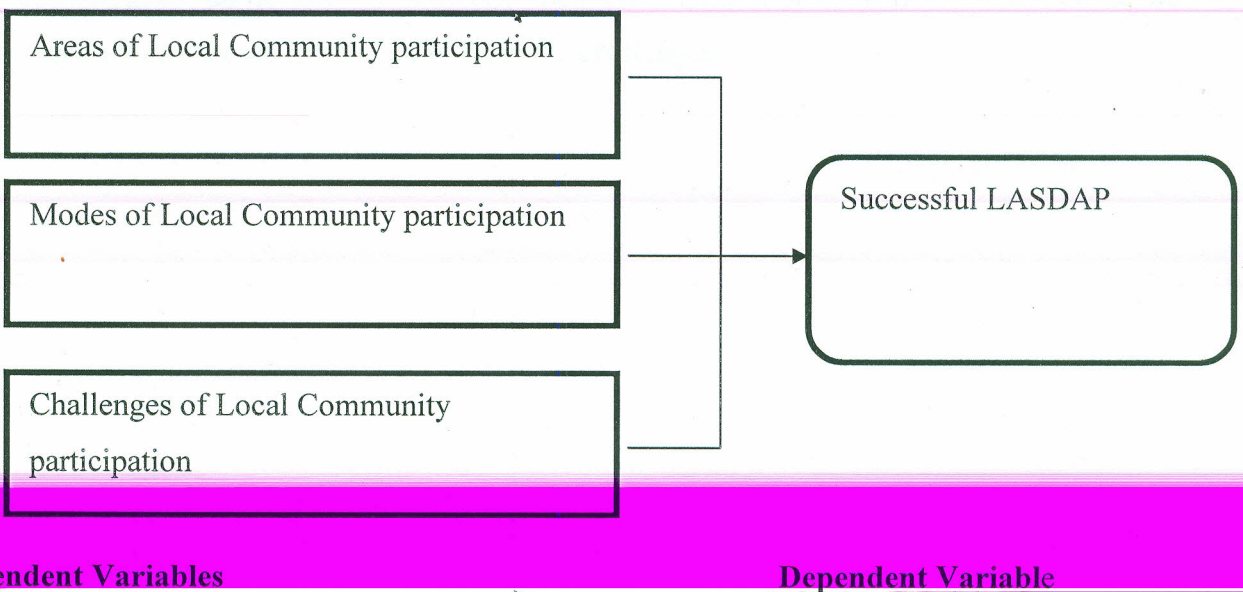 Areas of Local Community participation
Modes of Local Community participation
Successful LASDAP
Challenges of Local Community
participation
endent Variables
Dependent Variable